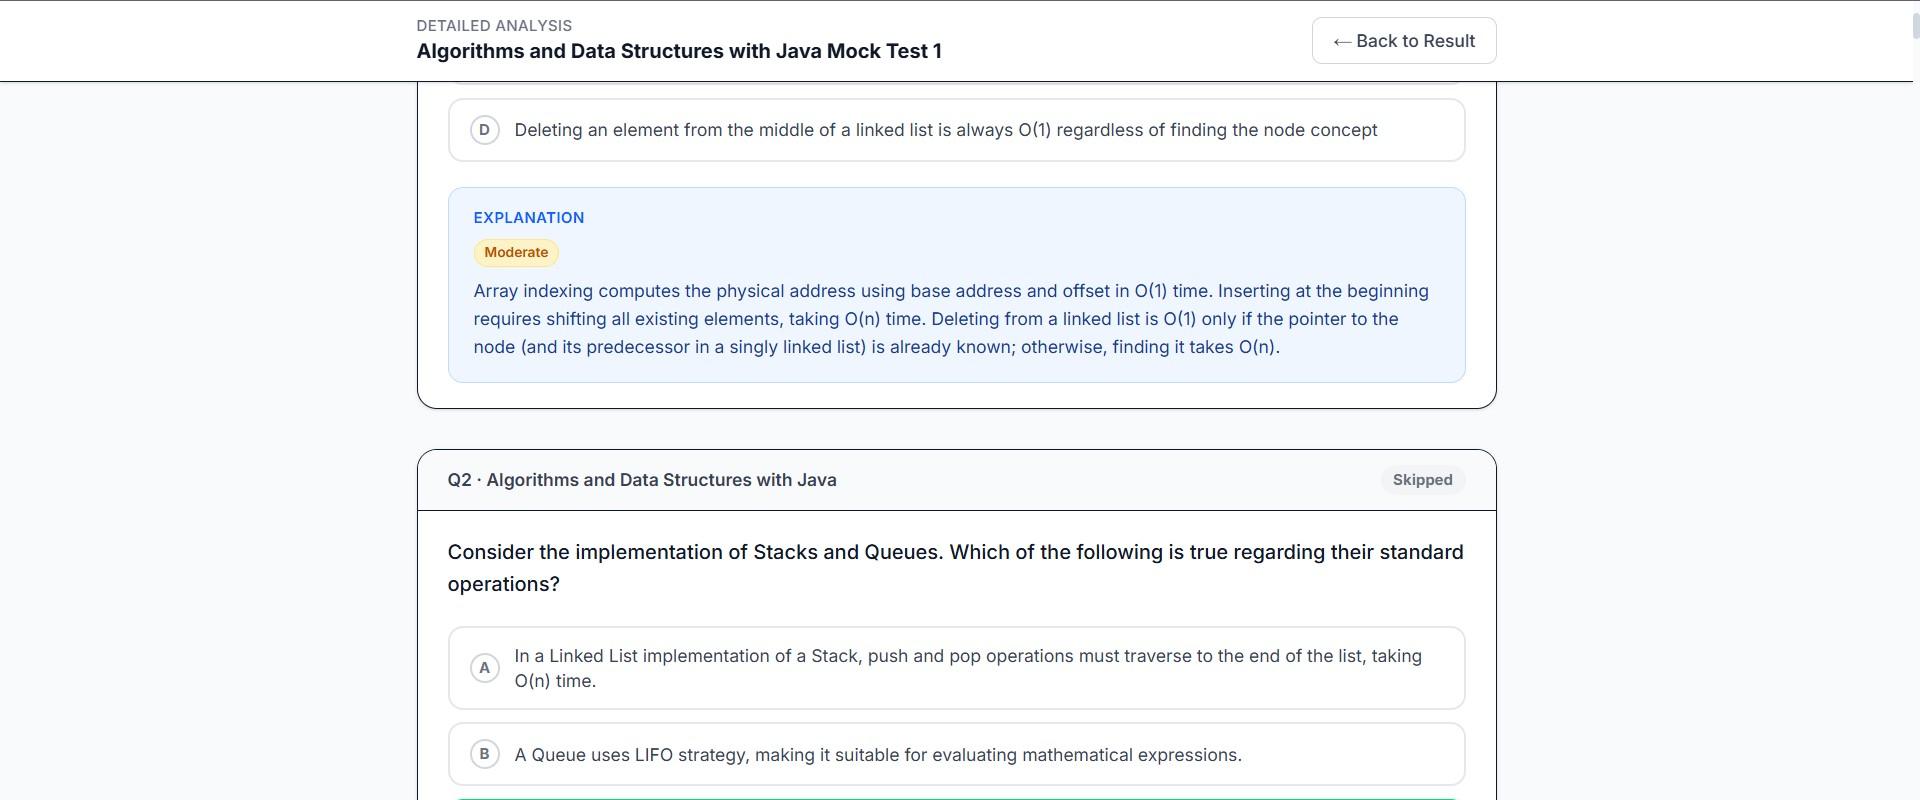 DETAILED ANALYSIS
Algorithms and Data Structures with Java Mock Test 1
← Back to Result
D
Deleting an element from the middle of a linked list is always O(1) regardless of finding the node concept
EXPLANATION
Moderate
Array indexing computes the physical address using base address and offset in O(1) time. Inserting at the beginning
requires shifting all existing elements, taking O(n) time. Deleting from a linked list is O(1) only if the pointer to the
node (and its predecessor in a singly linked list) is already known; otherwise, finding it takes O(n).
Q2 · Algorithms and Data Structures with Java
Skipped
Consider the implementation of Stacks and Queues. Which of the following is true regarding their standard
operations?
A
In a Linked List implementation of a Stack, push and pop operations must traverse to the end of the list, taking
O(n) time.
B
A Queue uses LIFO strategy, making it suitable for evaluating mathematical expressions.